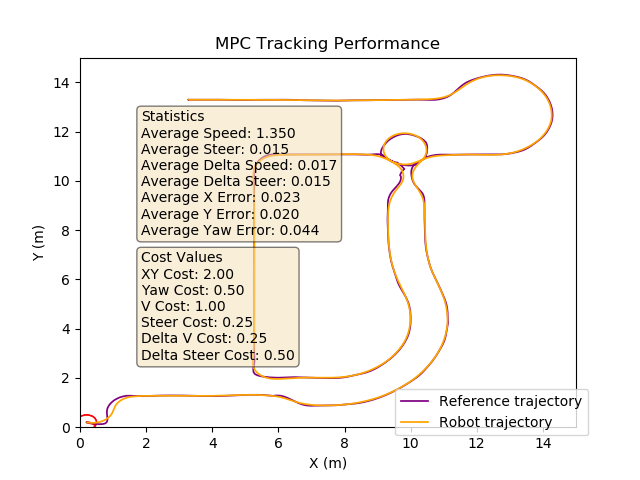 MPC Tracking Performance
14
12
10
8
6
4
2
0
Y (m)
Statistics
Average Speed: 1.350
Average Steer: 0.015
Average Delta Speed: 0.017
Average Delta Steer: 0.015
Average X Error: 0.023
Average Y Error: 0.020
Average Yaw Error: 0.044
Cost Values
XY Cost: 2.00
Yaw Cost: 0.50
V Cost: 1.00
Steer Cost: 0.25
Delta V Cost: 0.25
Delta Steer Cost: 0.50
Reference trajectory
Robot trajectory
0 2 4 6 8 10 12 14
X (m)